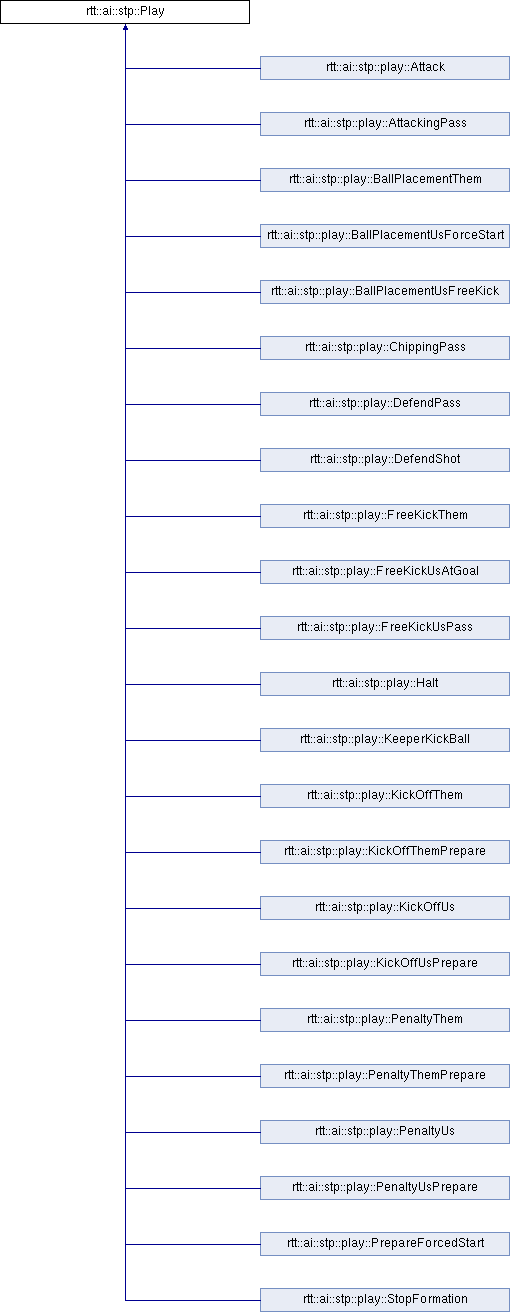 rtt::ai::stp::Play
rtt::ai::stp::play::Attack
rtt::ai::stp::play::AttackingPass
rtt::ai::stp::play::BallPlacementThem
rtt::ai::stp::play::BallPlacementUsForceStart
rtt::ai::stp::play::BallPlacementUsFreeKick
rtt::ai::stp::play::ChippingPass
rtt::ai::stp::play::DefendPass
rtt::ai::stp::play::DefendShot
rtt::ai::stp::play::FreeKickThem
rtt::ai::stp::play::FreeKickUsAtGoal
rtt::ai::stp::play::FreeKickUsPass
rtt::ai::stp::play::Halt
rtt::ai::stp::play::KeeperKickBall
rtt::ai::stp::play::KickOffThem
rtt::ai::stp::play::KickOffThemPrepare
rtt::ai::stp::play::KickOffUs
rtt::ai::stp::play::KickOffUsPrepare
rtt::ai::stp::play::PenaltyThem
rtt::ai::stp::play::PenaltyThemPrepare
rtt::ai::stp::play::PenaltyUs
rtt::ai::stp::play::PenaltyUsPrepare
rtt::ai::stp::play::PrepareForcedStart
rtt::ai::stp::play::StopFormation